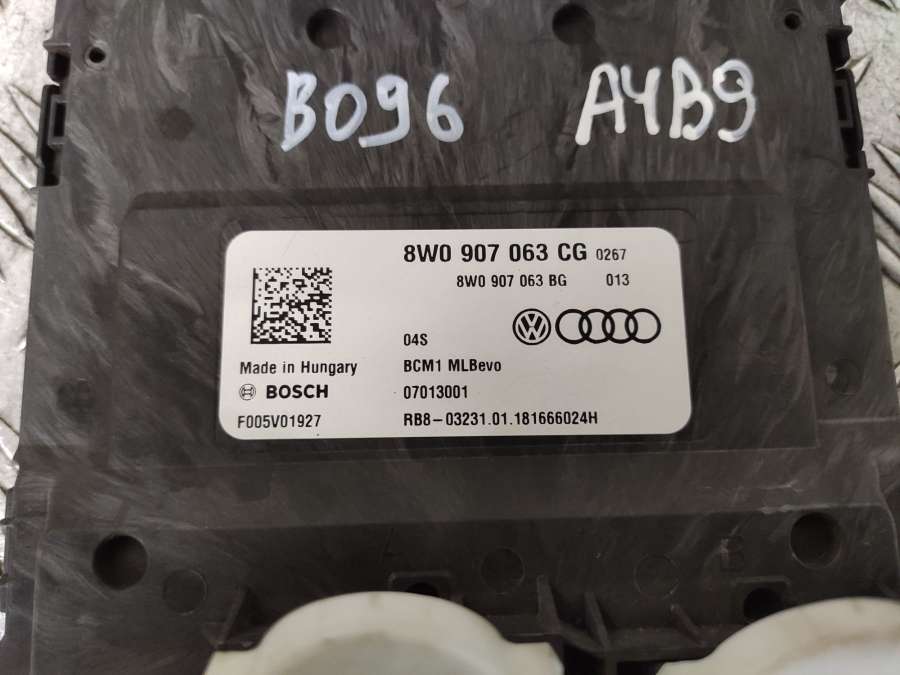 B096 A4B9
8W0 907 063 CG 0267
8W0 907 063 BG 013
04S
Made in Hungary BCM1 MLBevo
BOSCH 07013001
F005V01927 RB8-03231.01.181666024H
A B